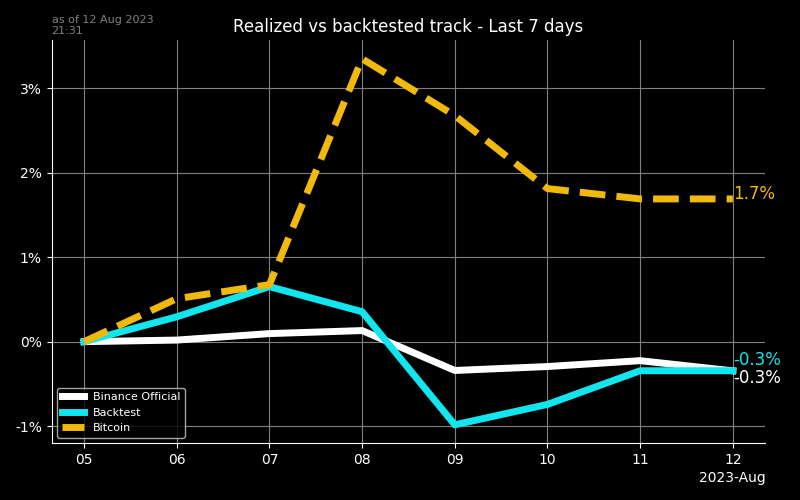 as of 12 Aug 2023
21:31
Realized vs backtested track - Last 7 days
3%
2%
1%
0%
-1%
1.7%
-0.3%
-0.3%
Binance Official
Backtest
Bitcoin
05 06 07 08 09 10 11 12
2023-Aug